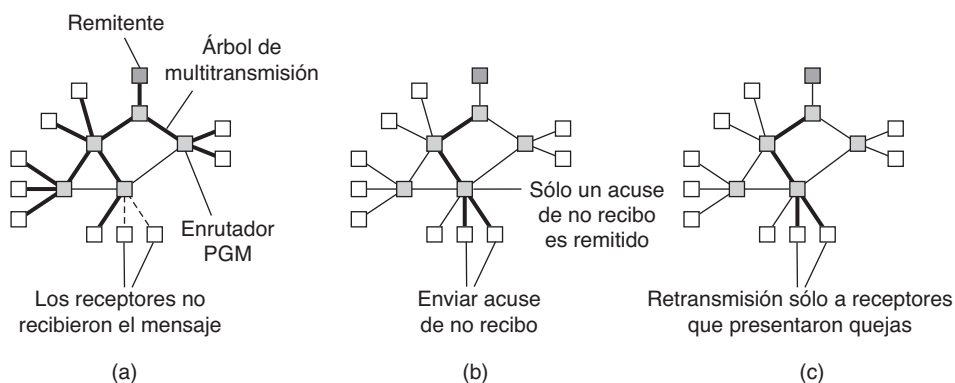 Remitente
Árbol de
multitransmisión
Enrutador
PGM
Los receptores no
recibieron el mensaje
(a)
Sólo un acuse
de no recibo
es remitido
Enviar acuse
de no recibo
(b)
Retransmisión sólo a receptores
que presentaron quejas
(c)